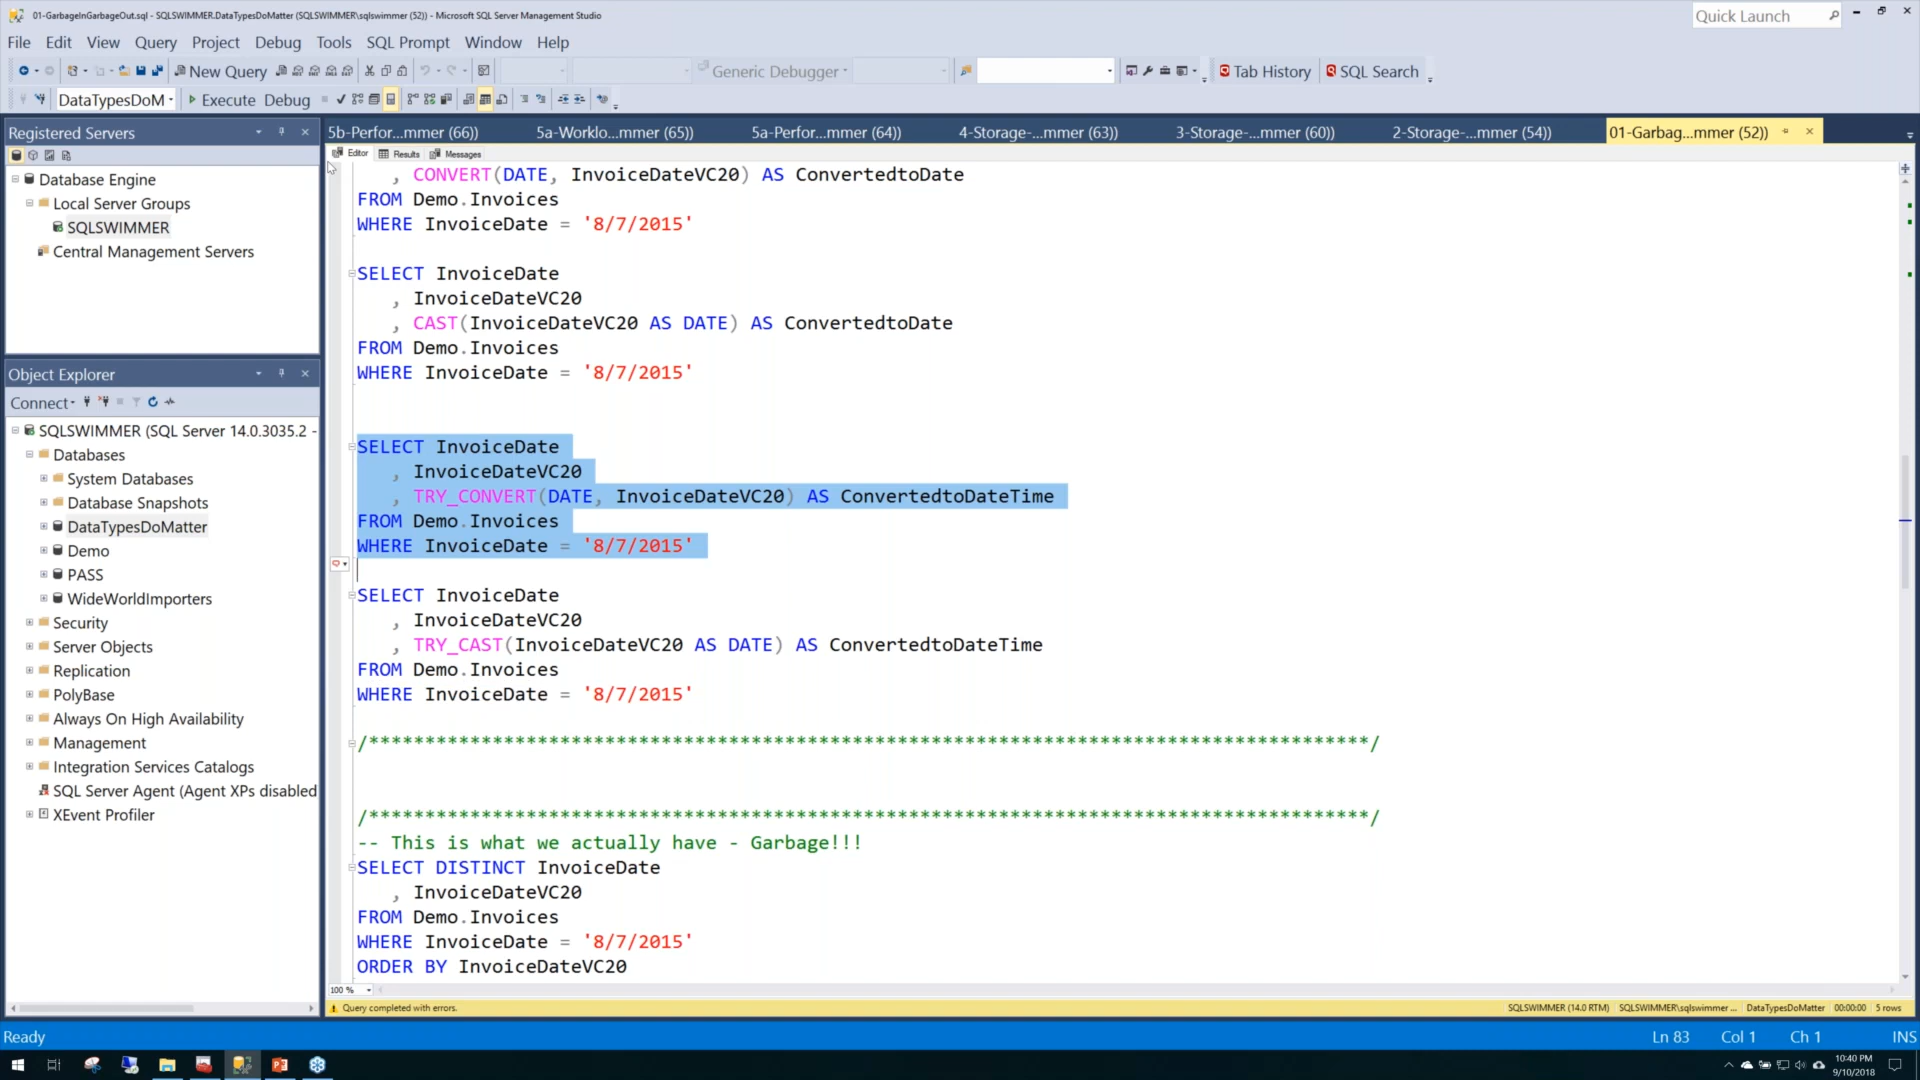 01-GarbageInGarbageOut.sql - SQLSWIMMER.DataTypesDoMatter (SQLSWIMMER\sqlswimmer (52)) - Microsoft SQL Server Management Studio
Quick Launch
File Edit View Query Project Debug Tools SQL Prompt Window Help
New Query
Generic Debugger
Tab History
SQL Search
DataTypesDoM
Execute Debug
Registered Servers
Database Engine
Local Server Groups
SQLSWIMMER
Central Management Servers
Object Explorer
Connect
SQLSWIMMER (SQL Server 14.0.3035.2 -
Databases
System Databases
Database Snapshots
DataTypesDoMatter
Demo
PASS
WideWorldImporters
Security
Server Objects
Replication
PolyBase
Always On High Availability
Management
Integration Services Catalogs
SQL Server Agent (Agent XPs disabled
XEvent Profiler
5b-Perfor...mmer (66)) 5a-Worklo...mmer (65)) 5a-Perfor...mmer (64)) 4-Storage-...mmer (63)) 3-Storage-...mmer (60)) 2-Storage-...mmer (54)) 01-Garbag...mmer (52))
Editor Results Messages
, CONVERT(DATE, InvoiceDateVC20) AS ConvertedtoDate
FROM Demo.Invoices
WHERE InvoiceDate = '8/7/2015'
SELECT InvoiceDate
, InvoiceDateVC20
, CAST(InvoiceDateVC20 AS DATE) AS ConvertedtoDate
FROM Demo.Invoices
WHERE InvoiceDate = '8/7/2015'
SELECT InvoiceDate
, InvoiceDateVC20
, TRY_CONVERT(DATE, InvoiceDateVC20) AS ConvertedtoDateTime
FROM Demo.Invoices
WHERE InvoiceDate = '8/7/2015'
SELECT InvoiceDate
, InvoiceDateVC20
, TRY_CAST(InvoiceDateVC20 AS DATE) AS ConvertedtoDateTime
FROM Demo.Invoices
WHERE InvoiceDate = '8/7/2015'
/*****************************************************************************************/
/*****************************************************************************************/
-- This is what we actually have - Garbage!!!
SELECT DISTINCT InvoiceDate
, InvoiceDateVC20
FROM Demo.Invoices
WHERE InvoiceDate = '8/7/2015'
ORDER BY InvoiceDateVC20
100 %
Query completed with errors.
SQLSWIMMER (14.0 RTM) SQLSWIMMER\sqlswimmer ... DataTypesDoMatter 00:00:00 5 rows
Ready
Ln 83 Col 1 Ch 1 INS
10:40 PM
9/10/2018